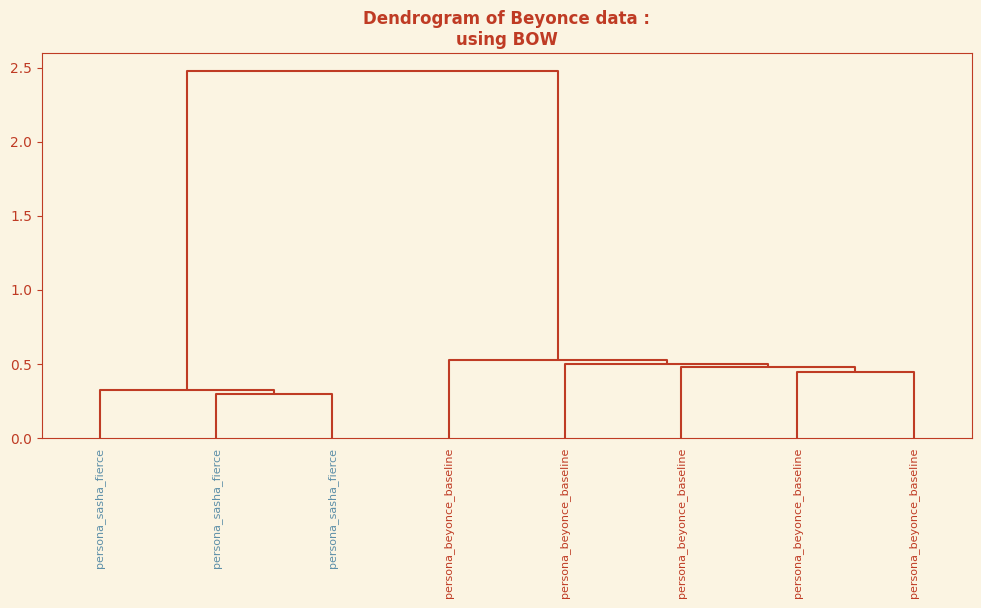 Dendrogram of Beyonce data :
using BOW
2.5
2.0
1.5
1.0
0.5
0.0
persona_sasha_fierce
persona_sasha_fierce
persona_sasha_fierce
persona_beyonce_baseline
persona_beyonce_baseline
persona_beyonce_baseline
persona_beyonce_baseline
persona_beyonce_baseline